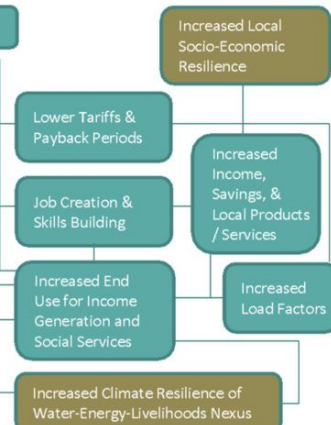 Increased Local
Socio-Economic
Resilience
Lower Tariffs &
Payback Periods
Increased
Income,
Savings, &
Local Products
/ Services
Job Creation &
Skills Building
Increased End
Use for Income
Generation and
Social Services
Increased
Load Factors
Increased Climate Resilience of
Water-Energy-Livelihoods Nexus